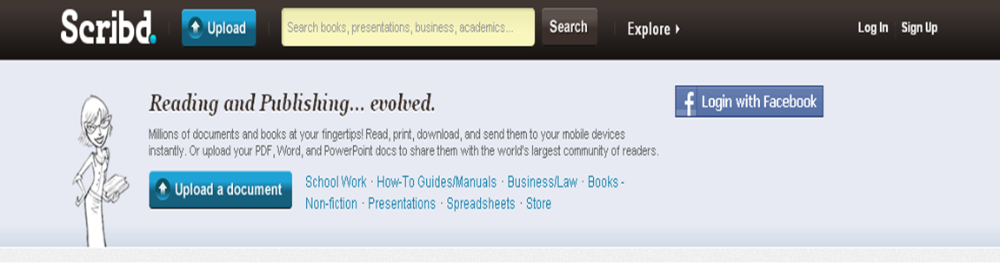 Scribd. Upload Search books, presentations, business, academics... Search Explore Log In Sign Up
Reading and Publishing... evolved.
Login with Facebook
Millions of documents and books at your fingertips! Read, print, download, and send them to your mobile devices
instantly. Or upload your PDF, Word, and PowerPoint docs to share them with the world's largest community of readers.
Upload a document
School Work · How-To Guides/Manuals · Business/Law · Books -
Non-fiction · Presentations · Spreadsheets · Store